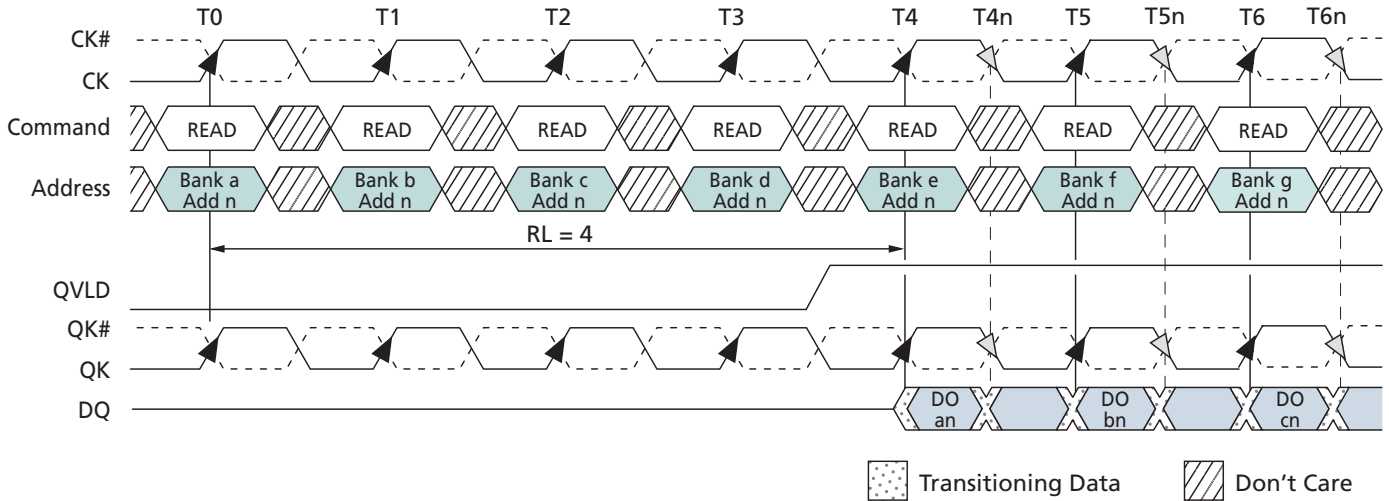 T0 T1 T2 T3 T4 T4n T5 T5n T6 T6n
CK#
CK
Command READ READ READ READ READ READ READ
Address Bank a Add n Bank b Add n Bank c Add n Bank d Add n Bank e Add n Bank f Add n Bank g Add n
RL = 4
QVLD
QK#
QK
DQ DO an DO bn DO cn
Transitioning Data Don't Care